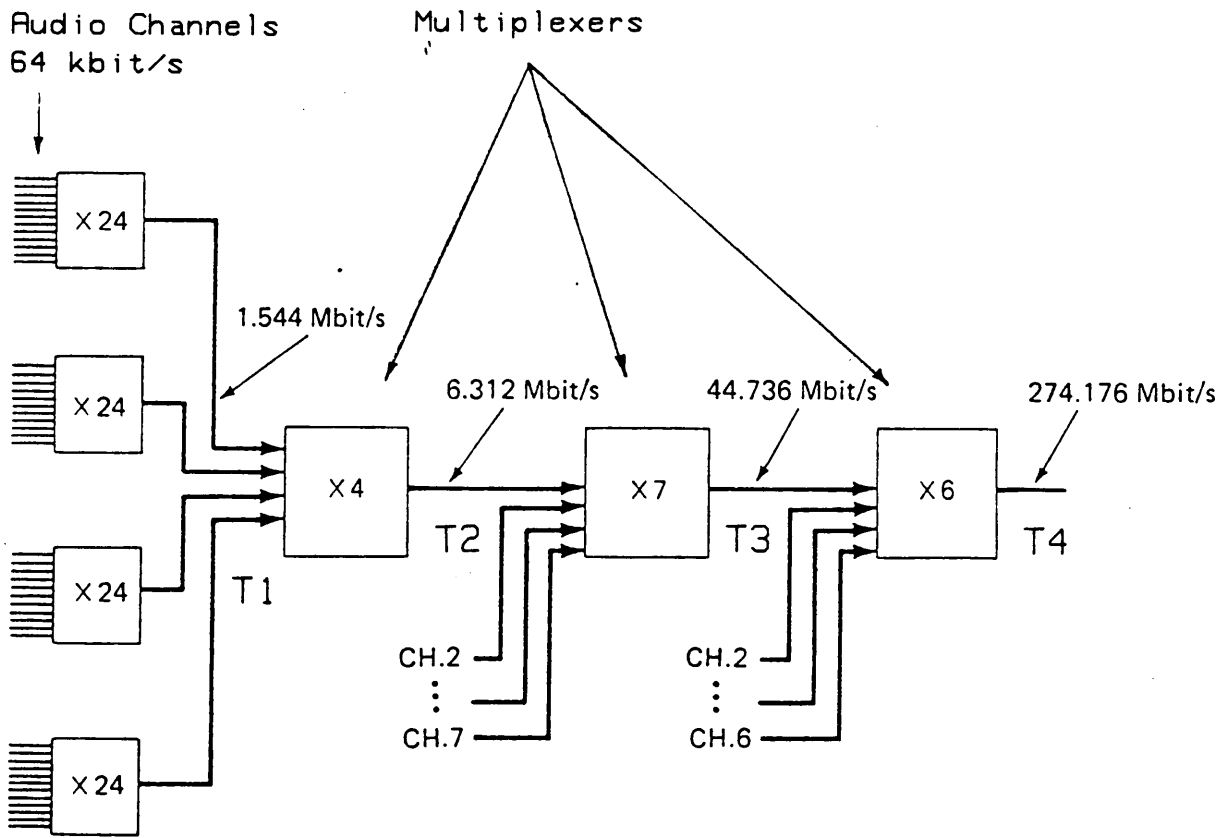 Audio Channels
64 kbit/s
Multiplexers
X24
1.544 Mbit/s
X24
6.312 Mbit/s
44.736 Mbit/s
274.176 Mbit/s
X4
X7
X6
T2
T3
T4
X24
T1
CH.2
CH.2
CH.7
CH.6
X24